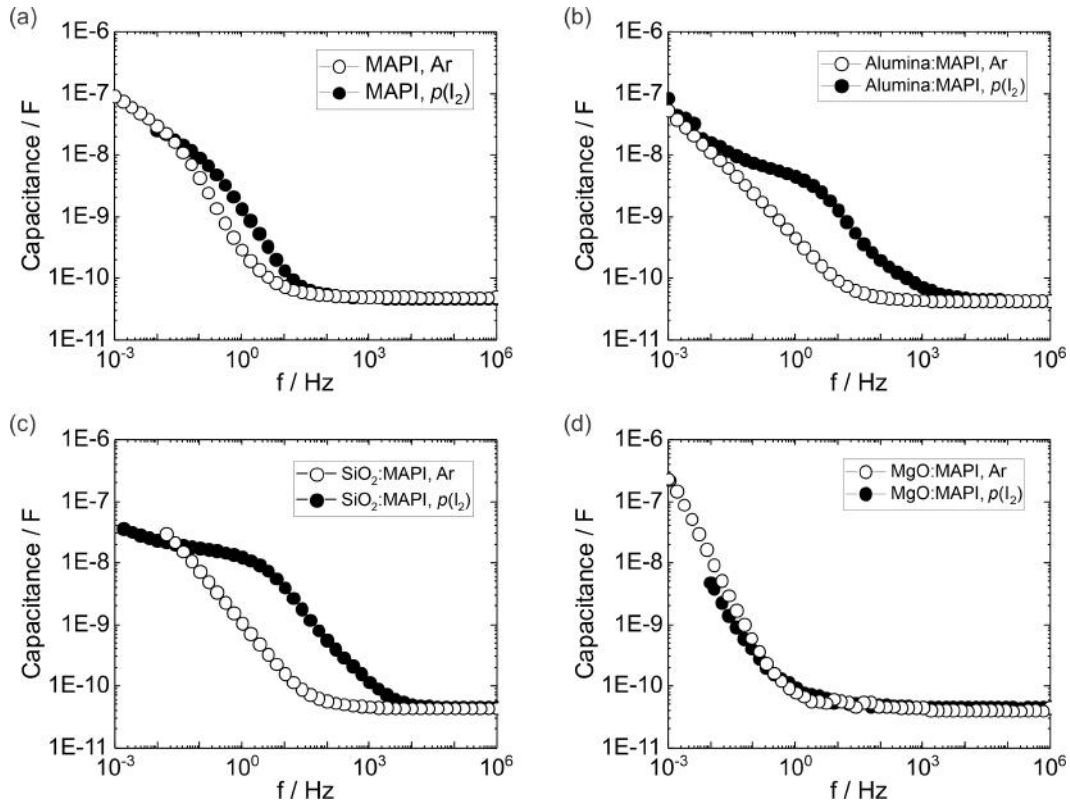 (a)
Capacitance / F
1E-6
1E-7
1E-8
1E-9
1E-10
1E-11
MAPI, Ar
MAPI, p(I₂)
10⁻³ 10⁰ 10³ 10⁶
f / Hz
(b)
Capacitance / F
1E-6
1E-7
1E-8
1E-9
1E-10
1E-11
Alumina:MAPI, Ar
Alumina:MAPI, p(I₂)
10⁻³ 10⁰ 10³ 10⁶
f / Hz
(c)
Capacitance / F
1E-6
1E-7
1E-8
1E-9
1E-10
1E-11
SiO₂:MAPI, Ar
SiO₂:MAPI, p(I₂)
10⁻³ 10⁰ 10³ 10⁶
f / Hz
(d)
Capacitance / F
1E-6
1E-7
1E-8
1E-9
1E-10
1E-11
MgO:MAPI, Ar
MgO:MAPI, p(I₂)
10⁻³ 10⁰ 10³ 10⁶
f / Hz